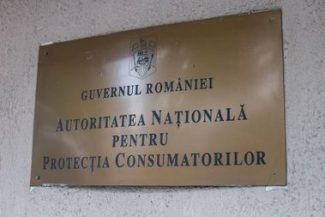 GUVERNUL ROMÂNIEI
AUTORITATEA NAȚIONALĂ
PENTRU
PROTECȚIA CONSUMATORILOR